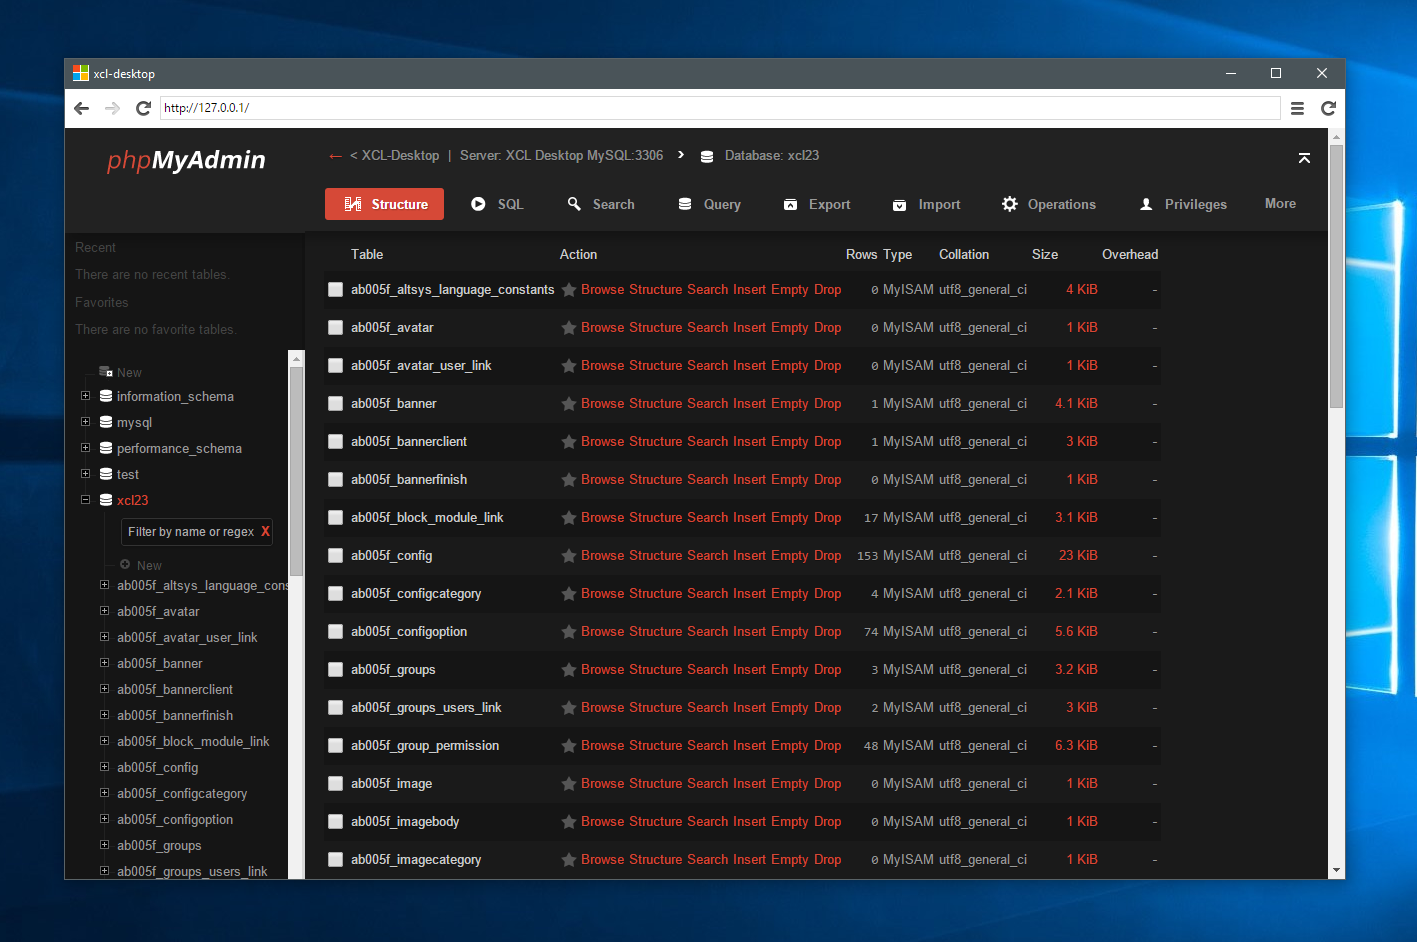 xcl-desktop
http://127.0.0.1/
phpMyAdmin
← < XCL-Desktop | Server: XCL Desktop MySQL:3306 › Database: xcl23
Structure SQL Search Query Export Import Operations Privileges More
Recent
There are no recent tables.
Favorites
There are no favorite tables.
New
information_schema
mysql
performance_schema
test
xcl23
Filter by name or regex X
New
ab005f_altsys_language_cons
ab005f_avatar
ab005f_avatar_user_link
ab005f_banner
ab005f_bannerclient
ab005f_bannerfinish
ab005f_block_module_link
ab005f_config
ab005f_configcategory
ab005f_configoption
ab005f_groups
ab005f_groups_users_link
Table Action Rows Type Collation Size Overhead
ab005f_altsys_language_constants Browse Structure Search Insert Empty Drop 0 MyISAM utf8_general_ci 4 KiB -
ab005f_avatar Browse Structure Search Insert Empty Drop 0 MyISAM utf8_general_ci 1 KiB -
ab005f_avatar_user_link Browse Structure Search Insert Empty Drop 0 MyISAM utf8_general_ci 1 KiB -
ab005f_banner Browse Structure Search Insert Empty Drop 1 MyISAM utf8_general_ci 4.1 KiB -
ab005f_bannerclient Browse Structure Search Insert Empty Drop 1 MyISAM utf8_general_ci 3 KiB -
ab005f_bannerfinish Browse Structure Search Insert Empty Drop 0 MyISAM utf8_general_ci 1 KiB -
ab005f_block_module_link Browse Structure Search Insert Empty Drop 17 MyISAM utf8_general_ci 3.1 KiB -
ab005f_config Browse Structure Search Insert Empty Drop 153 MyISAM utf8_general_ci 23 KiB -
ab005f_configcategory Browse Structure Search Insert Empty Drop 4 MyISAM utf8_general_ci 2.1 KiB -
ab005f_configoption Browse Structure Search Insert Empty Drop 74 MyISAM utf8_general_ci 5.6 KiB -
ab005f_groups Browse Structure Search Insert Empty Drop 3 MyISAM utf8_general_ci 3.2 KiB -
ab005f_groups_users_link Browse Structure Search Insert Empty Drop 2 MyISAM utf8_general_ci 3 KiB -
ab005f_group_permission Browse Structure Search Insert Empty Drop 48 MyISAM utf8_general_ci 6.3 KiB -
ab005f_image Browse Structure Search Insert Empty Drop 0 MyISAM utf8_general_ci 1 KiB -
ab005f_imagebody Browse Structure Search Insert Empty Drop 0 MyISAM utf8_general_ci 1 KiB -
ab005f_imagecategory Browse Structure Search Insert Empty Drop 0 MyISAM utf8_general_ci 1 KiB -